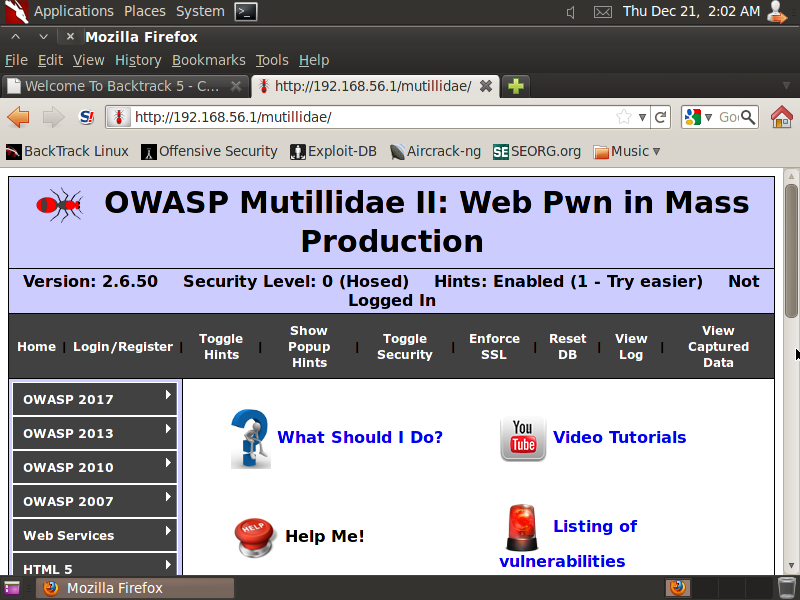 Applications Places System Thu Dec 21, 2:02 AM
Mozilla Firefox
File Edit View History Bookmarks Tools Help
Welcome To Backtrack 5 - C... http://192.168.56.1/mutillidae/
S! http://192.168.56.1/mutillidae/ Goo
BackTrack Linux Offensive Security Exploit-DB Aircrack-ng SE SEORG.org Music
OWASP Mutillidae II: Web Pwn in Mass
Production
Version: 2.6.50 Security Level: 0 (Hosed) Hints: Enabled (1 - Try easier) Not
Logged In
Home | Login/Register | Toggle Hints | Show Popup Hints | Toggle Security | Enforce SSL | Reset DB | View Log | View Captured Data
OWASP 2017
OWASP 2013
OWASP 2010
OWASP 2007
Web Services
HTML 5
What Should I Do?
You Tube Video Tutorials
HELP Help Me!
Listing of
vulnerabilities
Mozilla Firefox